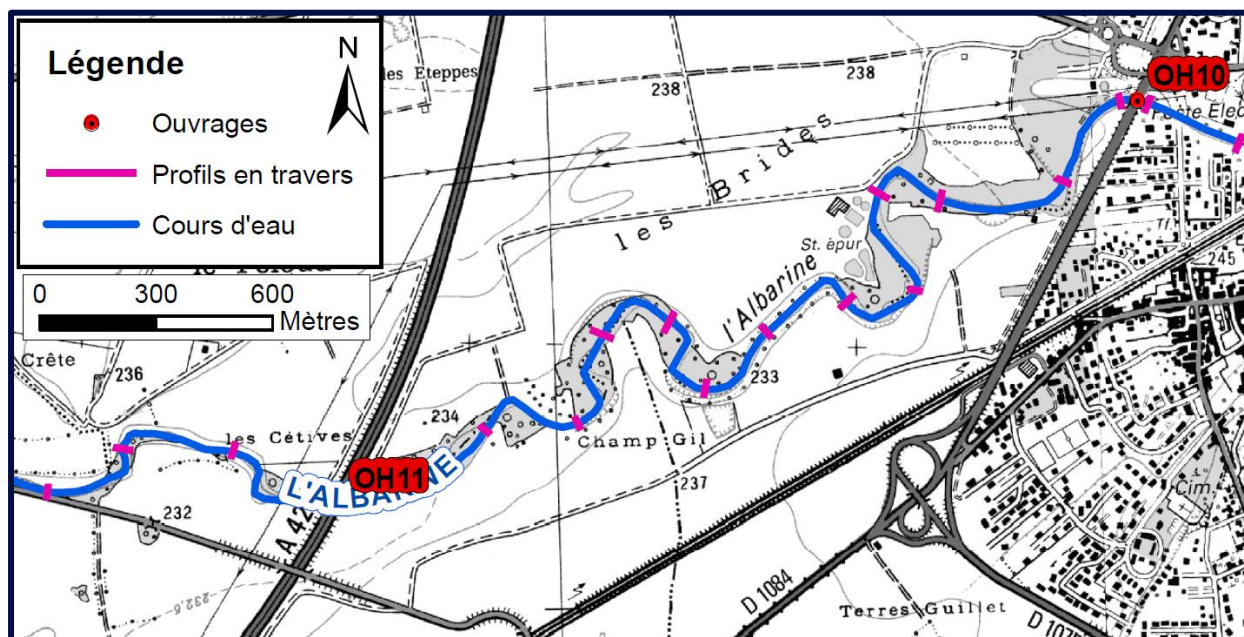 Légende
Ouvrages
Profils en travers
Cours d'eau
N
0 300 600
Mètres
les Eteppes
238
238
OH10
les Brides
St. épur
l'Albarine
245
Crête
236
234
233
les Cétives
OH11
L'ALBARINE
Champ Gil
237
232
A 42
Cim.
232,5
D 1084
Terres Guillet